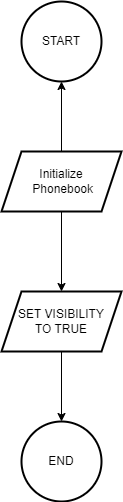 START
Initialize
Phonebook
SET VISIBILITY
TO TRUE
END